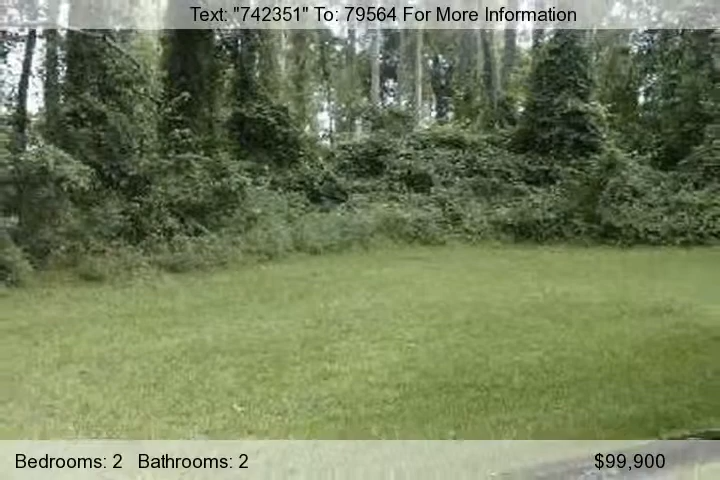 Text: "742351" To: 79564 For More Information
Bedrooms: 2 Bathrooms: 2 $99,900